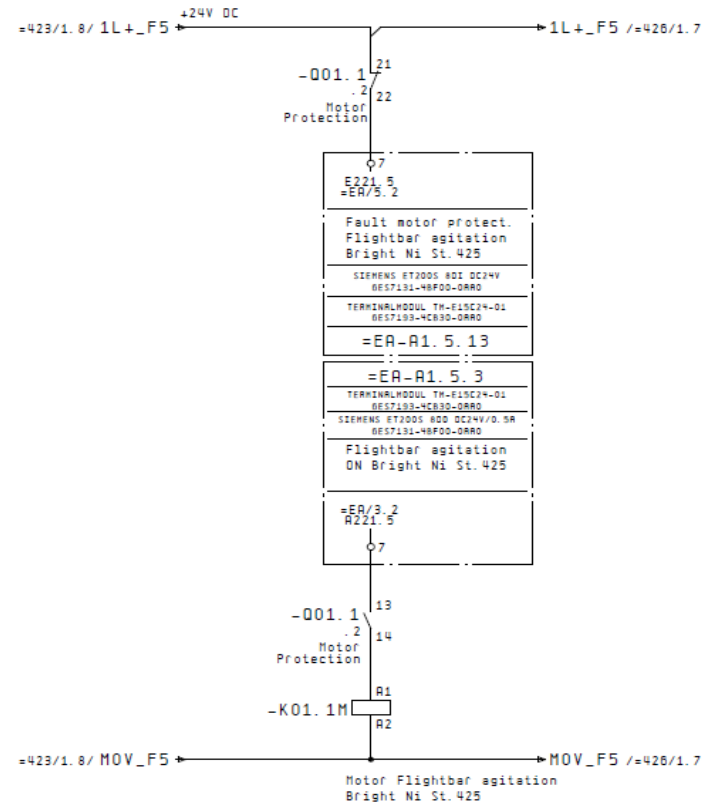 +24V DC
=423/1.8/ 1L+_F5
1L+_F5 /=426/1.7
21
-Q01.1
.2
22
Motor
Protection
7
E221.5
=EA/5.2
Fault motor protect.
Flightbar agitation
Bright Ni St.425
SIEMENS ET200S 8DI DC24V
6ES7131-4BF00-0AA0
TERMINALMODUL TM-E15C24-01
6ES7193-4CB30-0AA0
=EA-A1.5.13
=EA-A1.5.3
TERMINALMODUL TM-E15C24-01
6ES7193-4CB30-0AA0
SIEMENS ET200S 8DO DC24V/0.5A
6ES7131-4BF00-0AA0
Flightbar agitation
ON Bright Ni St.425
=EA/3.2
A221.5
7
13
-Q01.1
.2
14
Motor
Protection
A1
-K01.1M
A2
=423/1.8/ M0V_F5
M0V_F5 /=426/1.7
Motor Flightbar agitation
Bright Ni St.425